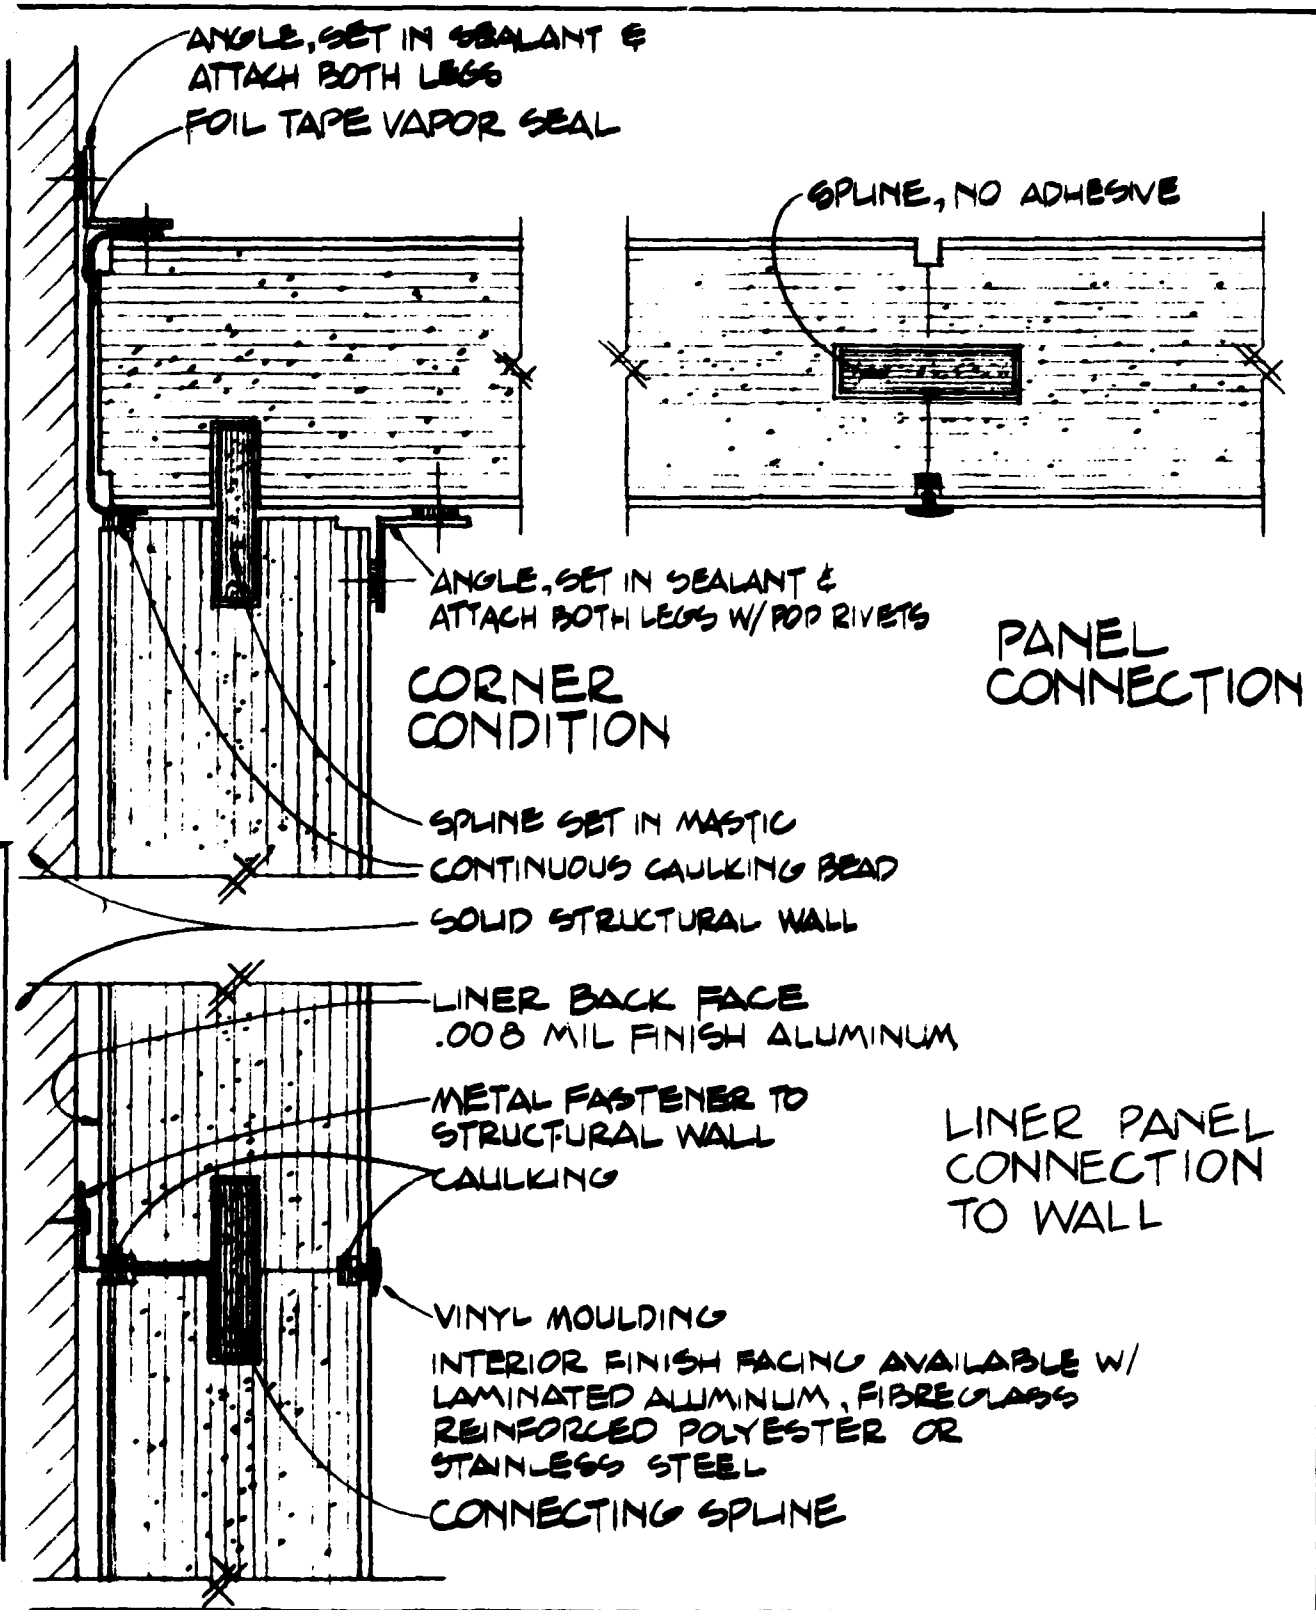 ANGLE, SET IN SEALANT &
ATTACH BOTH LEGS
FOIL TAPE VAPOR SEAL
SPLINE, NO ADHESIVE
ANGLE, SET IN SEALANT &
ATTACH BOTH LEGS W/ POP RIVETS
PANEL
CONNECTION
CORNER
CONDITION
SPLINE SET IN MASTIC
CONTINUOUS CAULKING BEAD
SOLID STRUCTURAL WALL
LINER BACK FACE
.008 MIL FINISH ALUMINUM
METAL FASTENER TO
STRUCTURAL WALL
CAULKING
LINER PANEL
CONNECTION
TO WALL
VINYL MOULDING
INTERIOR FINISH FACING AVAILABLE W/
LAMINATED ALUMINUM, FIBREGLASS
REINFORCED POLYESTER OR
STAINLESS STEEL
CONNECTING SPLINE